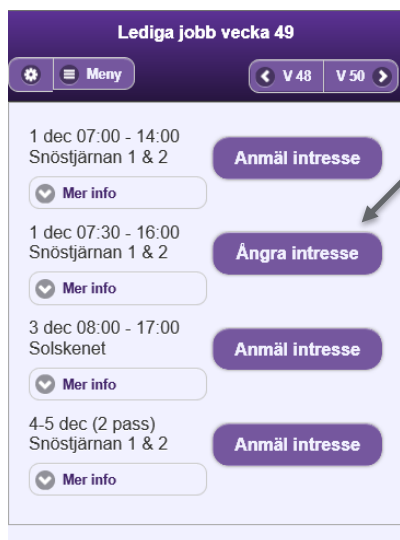 Lediga jobb vecka 49
Meny
V 48
V 50
1 dec 07:00 - 14:00
Snöstjärnan 1 & 2
Anmäl intresse
Mer info
1 dec 07:30 - 16:00
Snöstjärnan 1 & 2
Ångra intresse
Mer info
3 dec 08:00 - 17:00
Solskenet
Anmäl intresse
Mer info
4-5 dec (2 pass)
Snöstjärnan 1 & 2
Anmäl intresse
Mer info